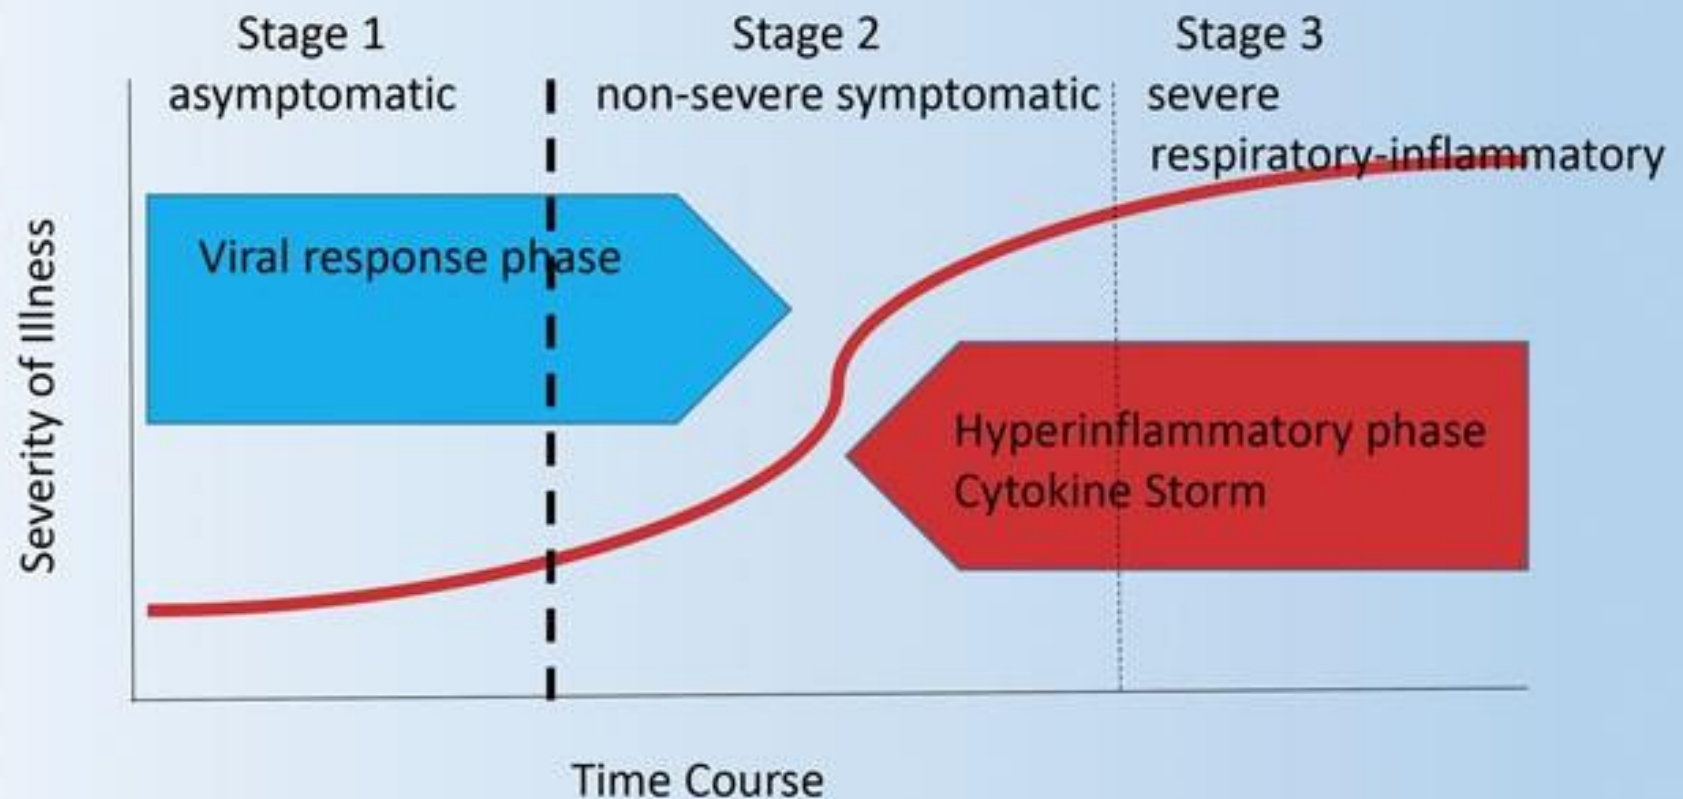 Stage 1
asymptomatic
Stage 2
non-severe symptomatic
Stage 3
severe
respiratory-inflammatory
Severity of Illness
Viral response phase
Hyperinflammatory phase
Cytokine Storm
Time Course